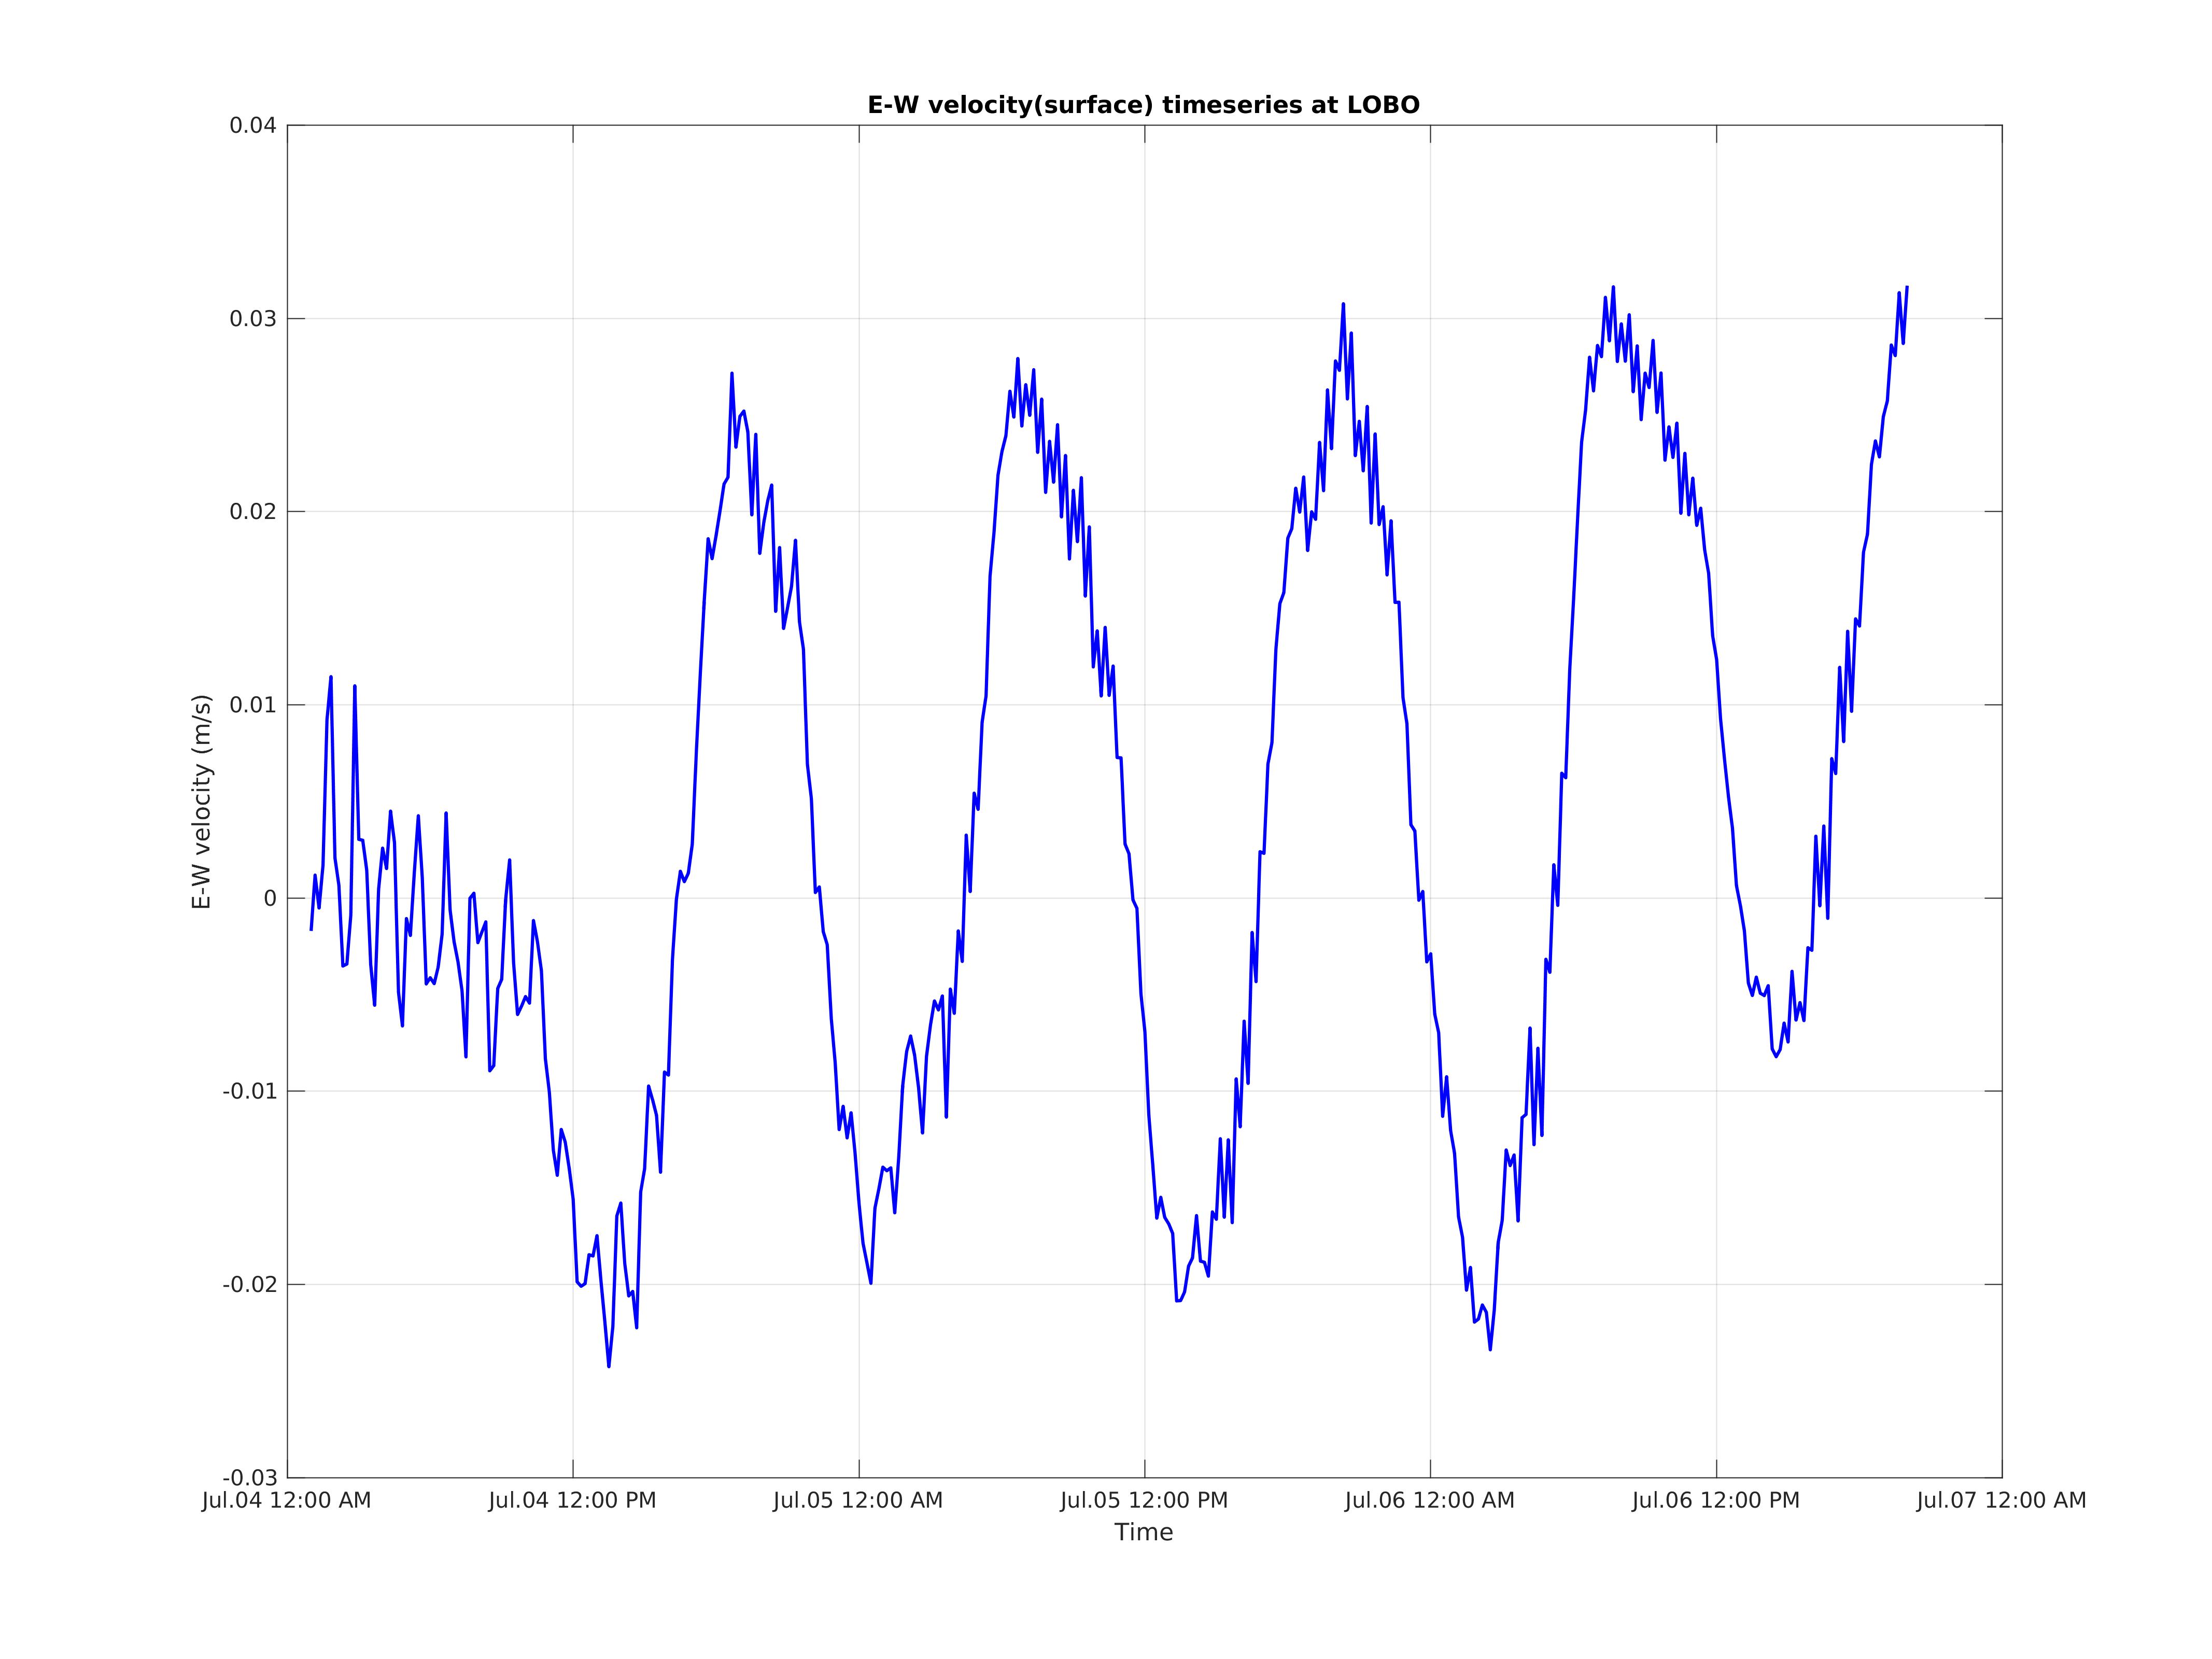 E-W velocity(surface) timeseries at LOBO
0.04
0.03
0.02
0.01
0
-0.01
-0.02
-0.03
E-W velocity (m/s)
Jul.04 12:00 AM Jul.04 12:00 PM Jul.05 12:00 AM Jul.05 12:00 PM Jul.06 12:00 AM Jul.06 12:00 PM Jul.07 12:00 AM
Time